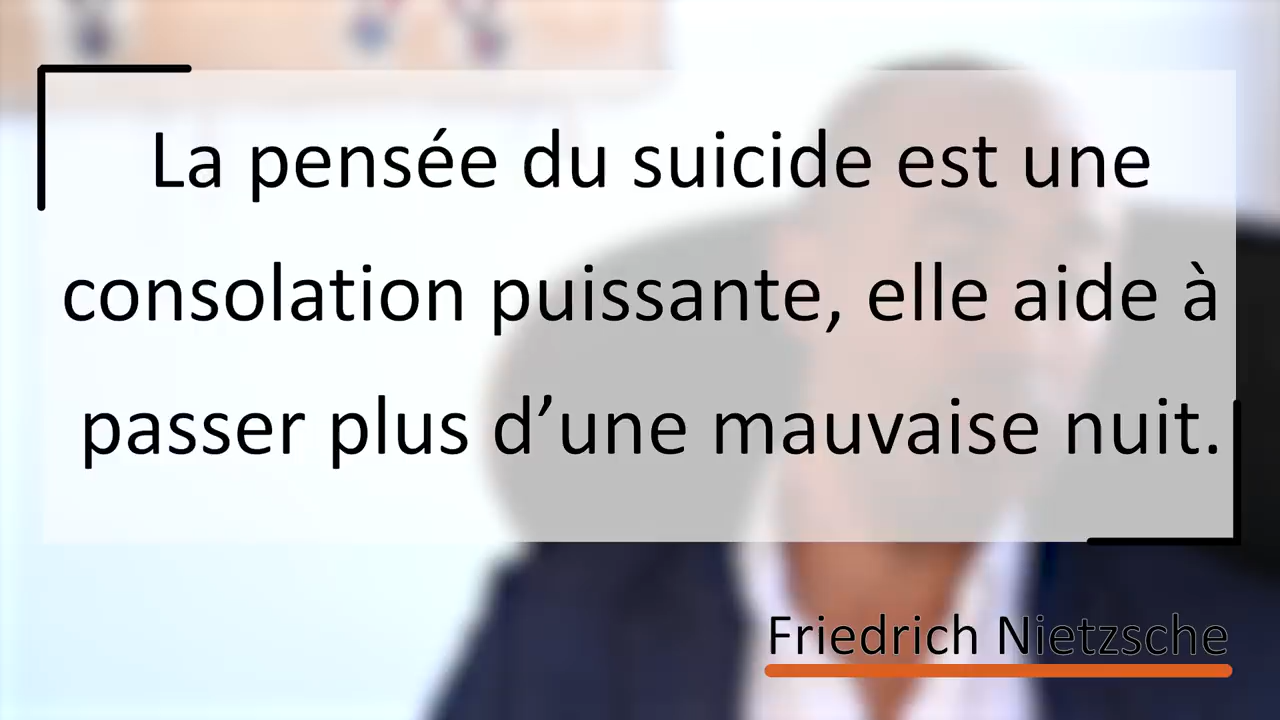 La pensée du suicide est une
consolation puissante, elle aide à
passer plus d’une mauvaise nuit.
Friedrich Nietzsche